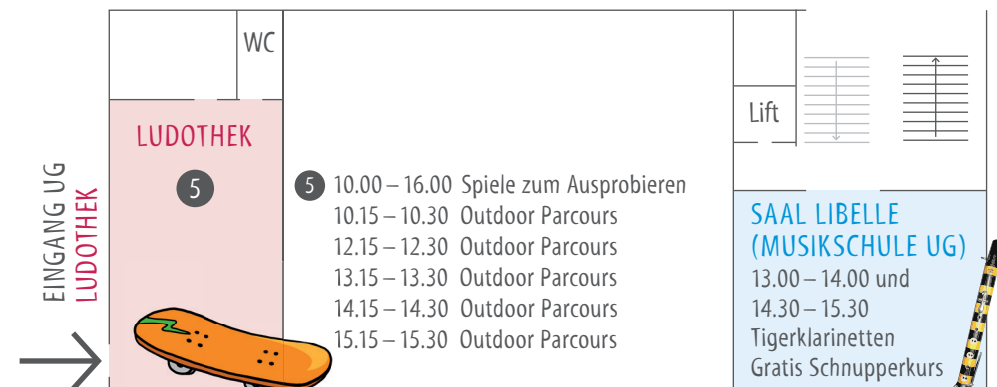 WC
Lift
LUDOTHEK
5
EINGANG UG
LUDOTHEK
5 10.00 – 16.00 Spiele zum Ausprobieren
10.15 – 10.30 Outdoor Parcours
12.15 – 12.30 Outdoor Parcours
13.15 – 13.30 Outdoor Parcours
14.15 – 14.30 Outdoor Parcours
15.15 – 15.30 Outdoor Parcours
SAAL LIBELLE
(MUSIKSCHULE UG)
13.00 – 14.00 und
14.30 – 15.30
Tigerklarinetten
Gratis Schnupperkurs